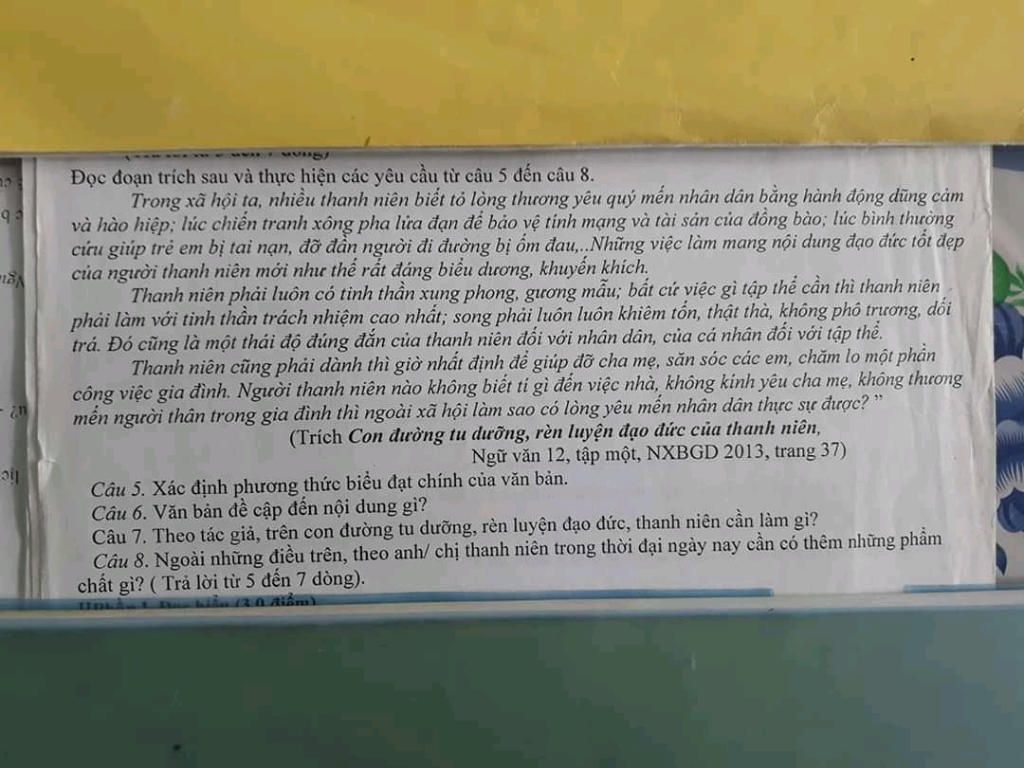 Đọc đoạn trích sau và thực hiện các yêu cầu từ câu 5 đến câu 8.
Trong xã hội ta, nhiều thanh niên biết tỏ lòng thương yêu quý mến nhân dân bằng hành động dũng cảm
và hào hiệp; lúc chiến tranh xông pha lửa đạn để bảo vệ tính mạng và tài sản của đồng bào; lúc bình thường
cứu giúp trẻ em bị tai nạn, đỡ đần người đi đường bị ốm đau,..Những việc làm mang nội dung đạo đức tốt đẹp
của người thanh niên mới như thế rất đáng biểu dương, khuyến khích.
Thanh niên phải luôn có tinh thần xung phong, gương mẫu; bất cứ việc gì tập thể cần thì thanh niên
phải làm với tinh thần trách nhiệm cao nhất; song phải luôn luôn khiêm tốn, thật thà, không phô trương, dối
trá. Đó cũng là một thái độ đúng đắn của thanh niên đối với nhân dân, của cá nhân đối với tập thể.
Thanh niên cũng phải dành thì giờ nhất định để giúp đỡ cha mẹ, săn sóc các em, chăm lo một phần
công việc gia đình. Người thanh niên nào không biết tí gì đến việc nhà, không kính yêu cha mẹ, không thương
mến người thân trong gia đình thì ngoài xã hội làm sao có lòng yêu mến nhân dân thực sự được? ”
(Trích Con đường tu dưỡng, rèn luyện đạo đức của thanh niên,
Ngữ văn 12, tập một, NXBGD 2013, trang 37)
Câu 5. Xác định phương thức biểu đạt chính của văn bản.
Câu 6. Văn bản đề cập đến nội dung gì?
Câu 7. Theo tác giả, trên con đường tu dưỡng, rèn luyện đạo đức, thanh niên cần làm gì?
Câu 8. Ngoài những điều trên, theo anh/ chị thanh niên trong thời đại ngày nay cần có thêm những phẩm
chất gì? ( Trả lời từ 5 đến 7 dòng).